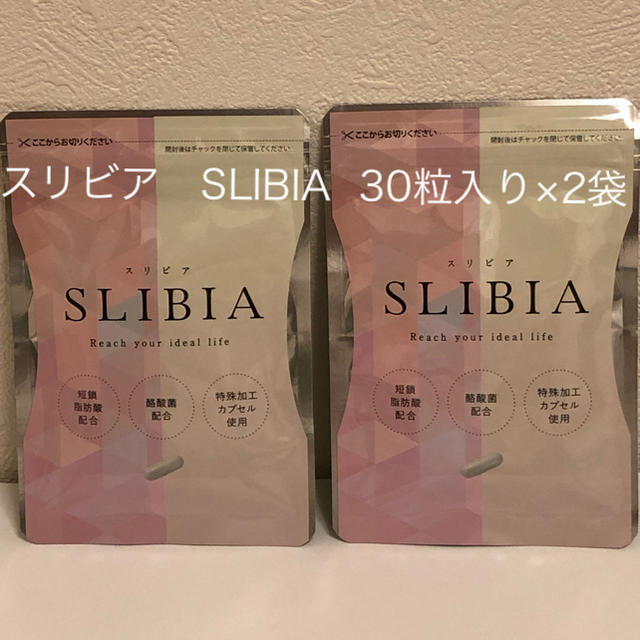 ✂ここからお切りください
開封後はチャックを閉じて保管してください。
スリビア SLIBIA 30粒入り×2袋
スリビア
SLIBIA
Reach your ideal life
短鎖
脂肪酸
配合
酪酸菌
配合
特殊加工
カプセル
使用
✂ここからお切りください
開封後はチャックを閉じて保管してください。
スリビア
SLIBIA
Reach your ideal life
短鎖
脂肪酸
配合
酪酸菌
配合
特殊加工
カプセル
使用